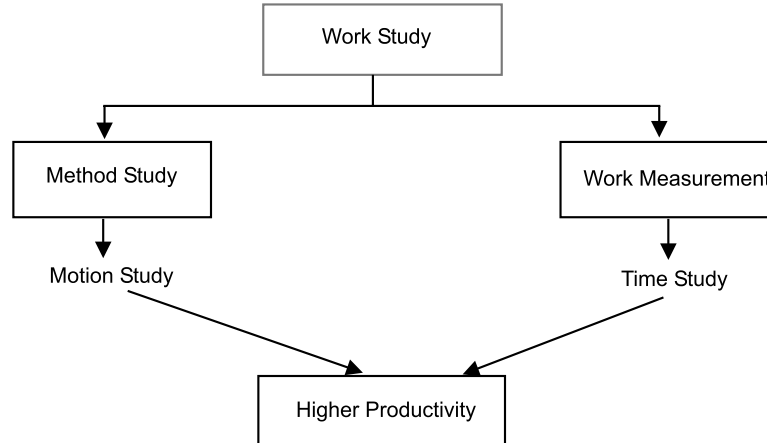 Work Study
Method Study
Work Measurement
Motion Study
Time Study
Higher Productivity